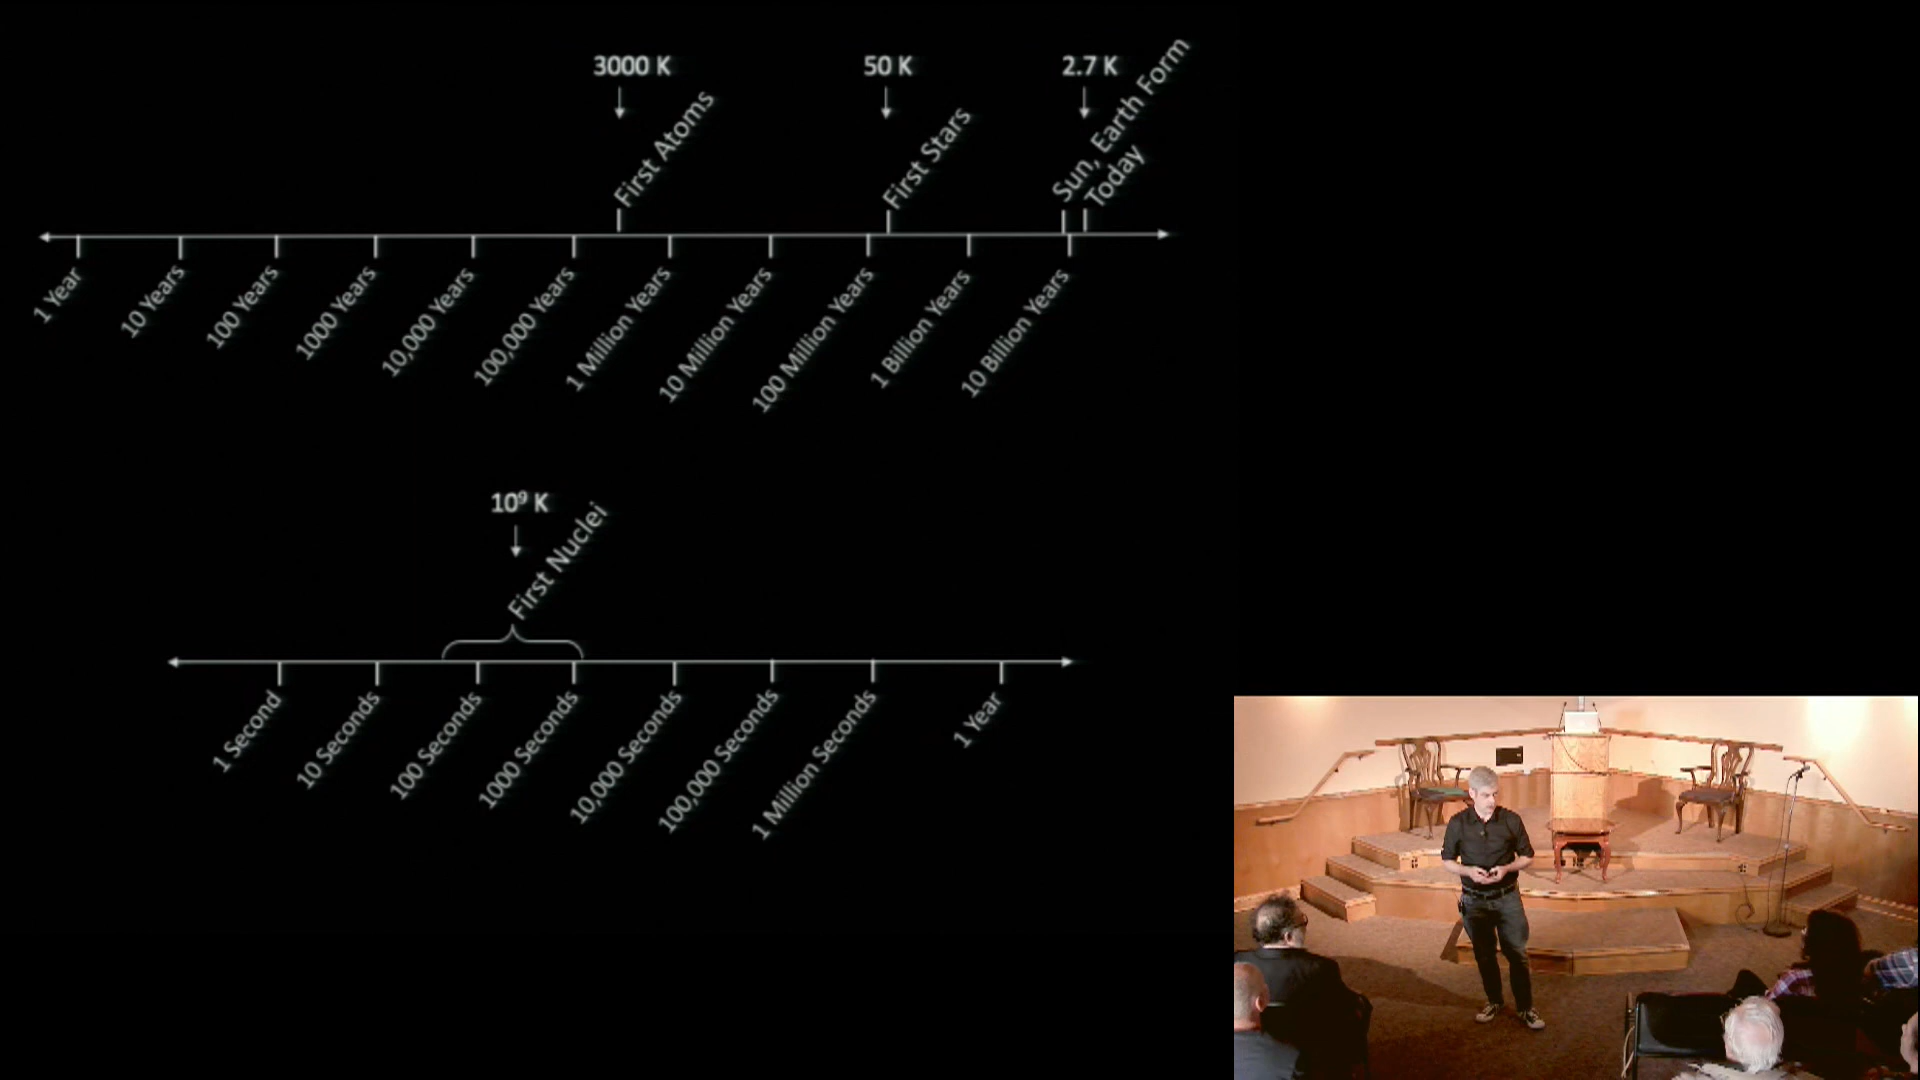 3000 K
50 K
2.7 K
First Atoms
First Stars
Sun, Earth Form
Today
1 Year
10 Years
100 Years
1000 Years
10,000 Years
100,000 Years
1 Million Years
10 Million Years
100 Million Years
1 Billion Years
10 Billion Years
10⁹ K
First Nuclei
1 Second
10 Seconds
100 Seconds
1000 Seconds
10,000 Seconds
100,000 Seconds
1 Million Seconds
1 Year